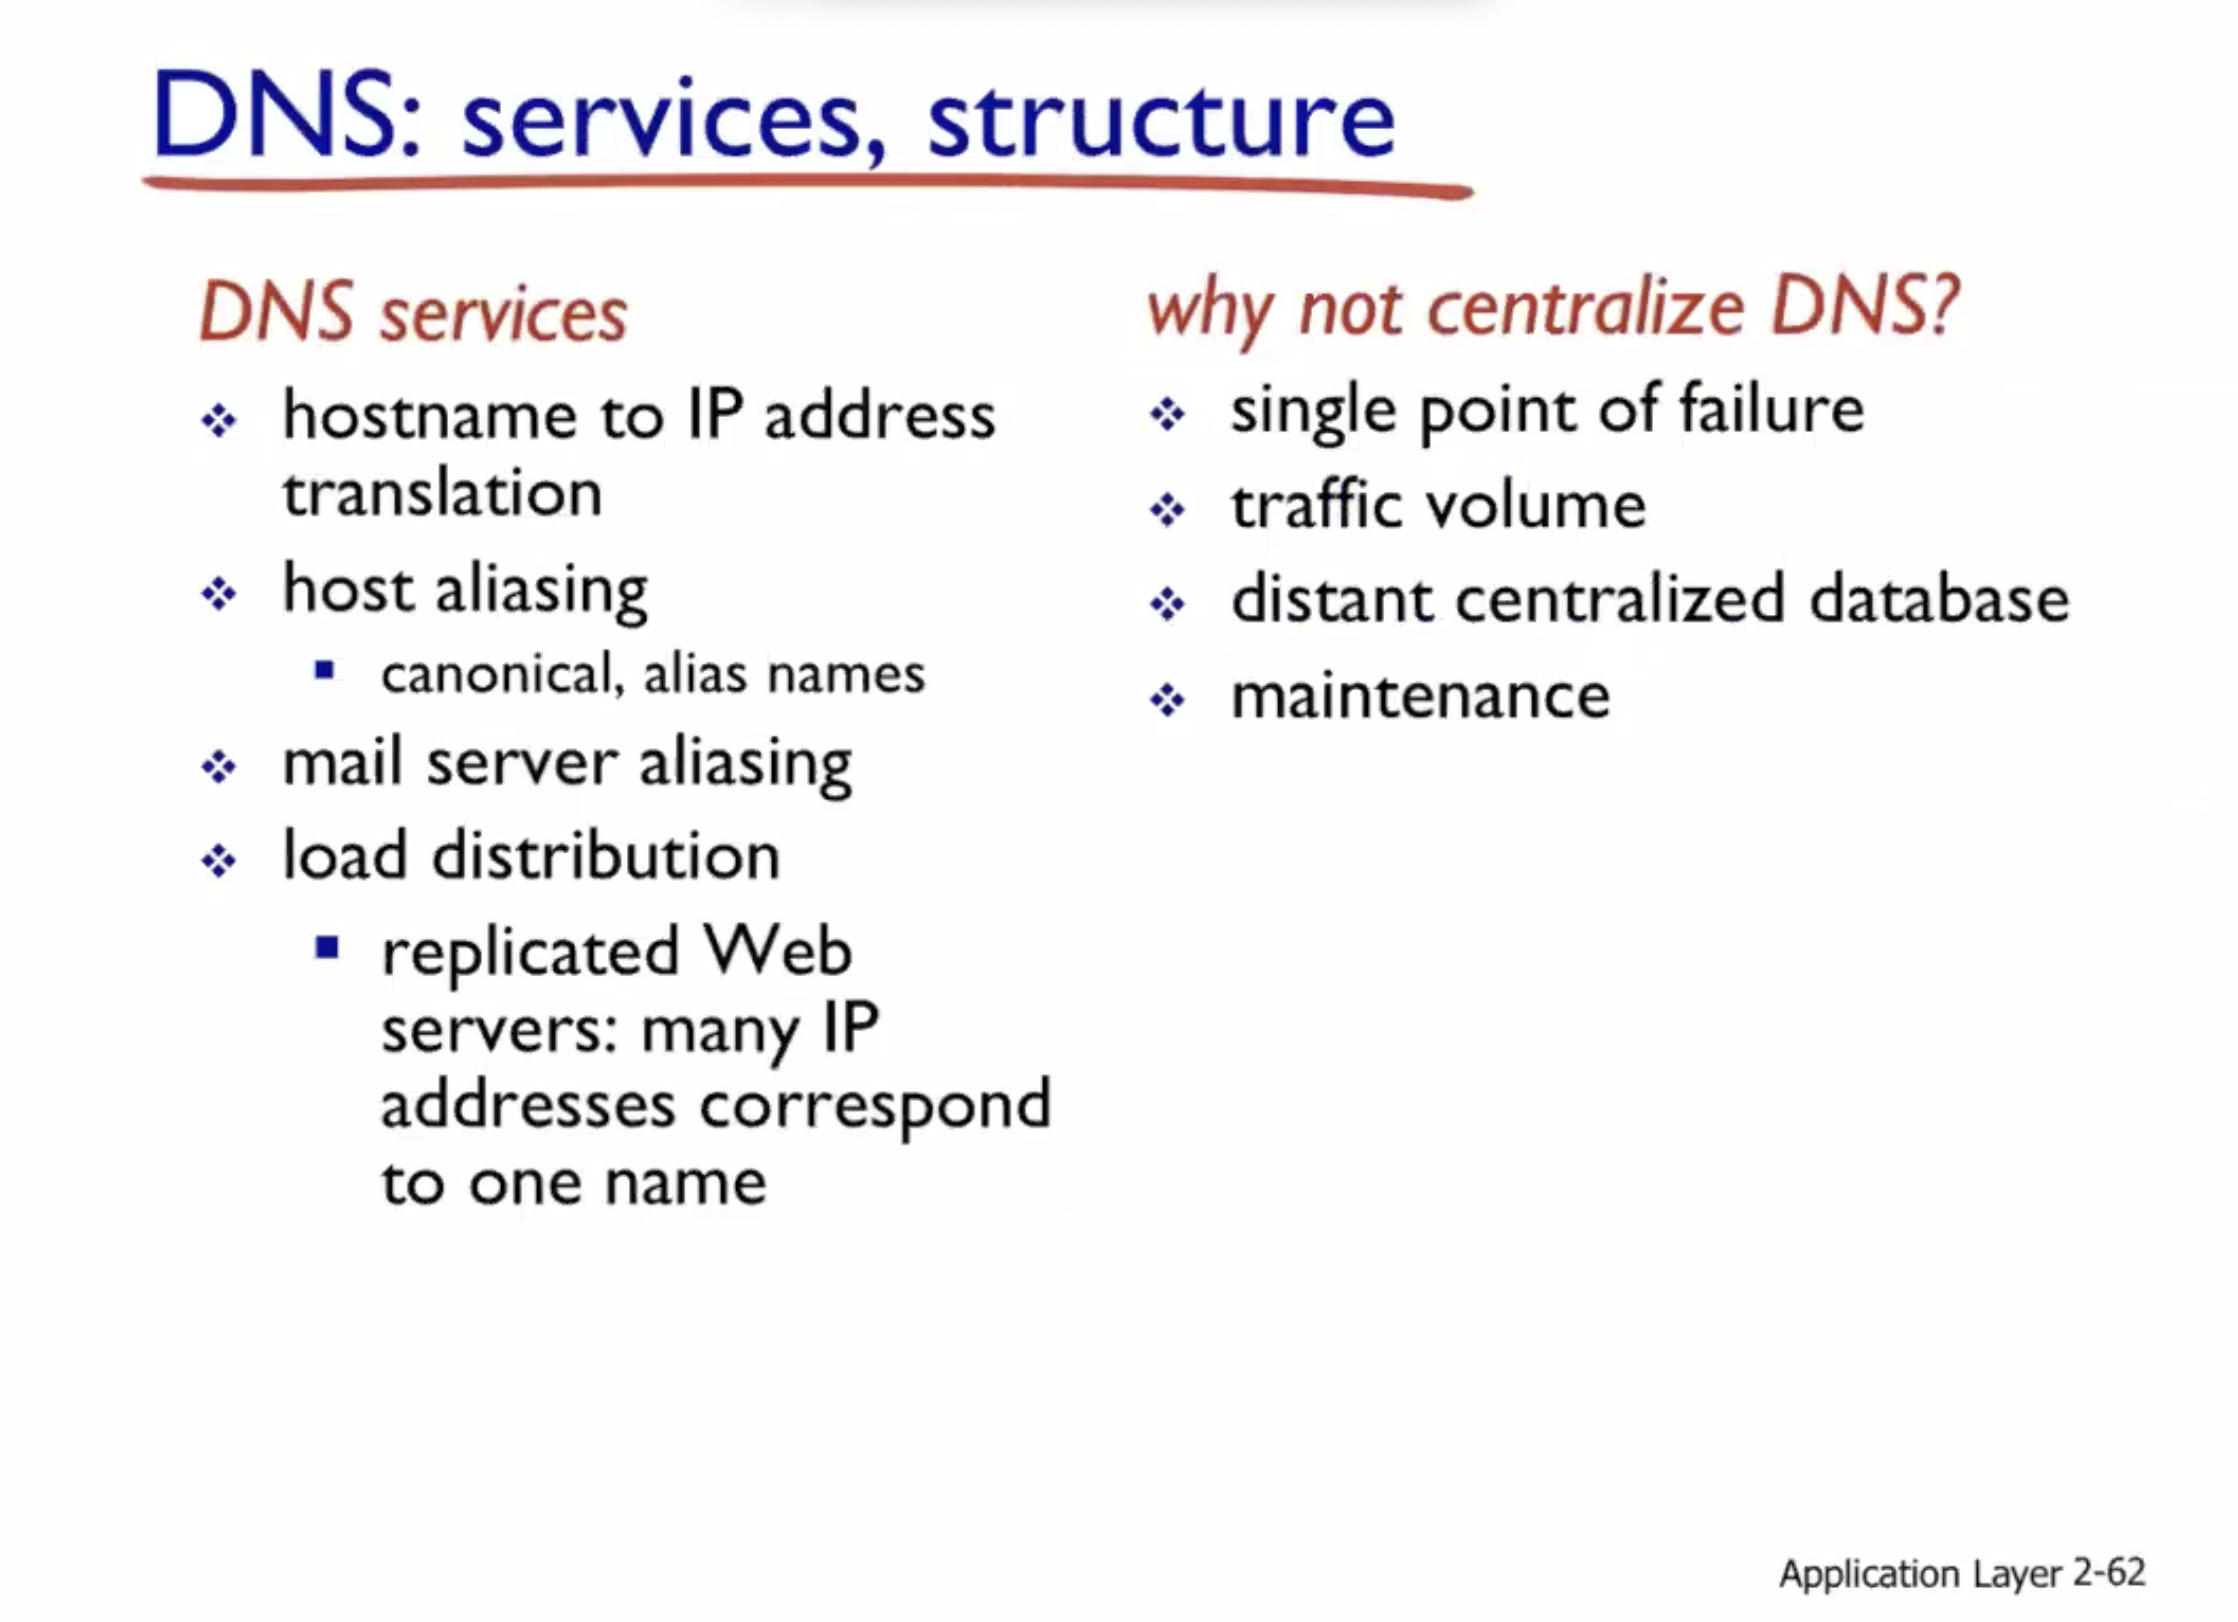 DNS: services, structure
DNS services
hostname to IP address
translation
host aliasing
canonical, alias names
mail server aliasing
load distribution
replicated Web
servers: many IP
addresses correspond
to one name
why not centralize DNS?
single point of failure
traffic volume
distant centralized database
maintenance
Application Layer 2-62